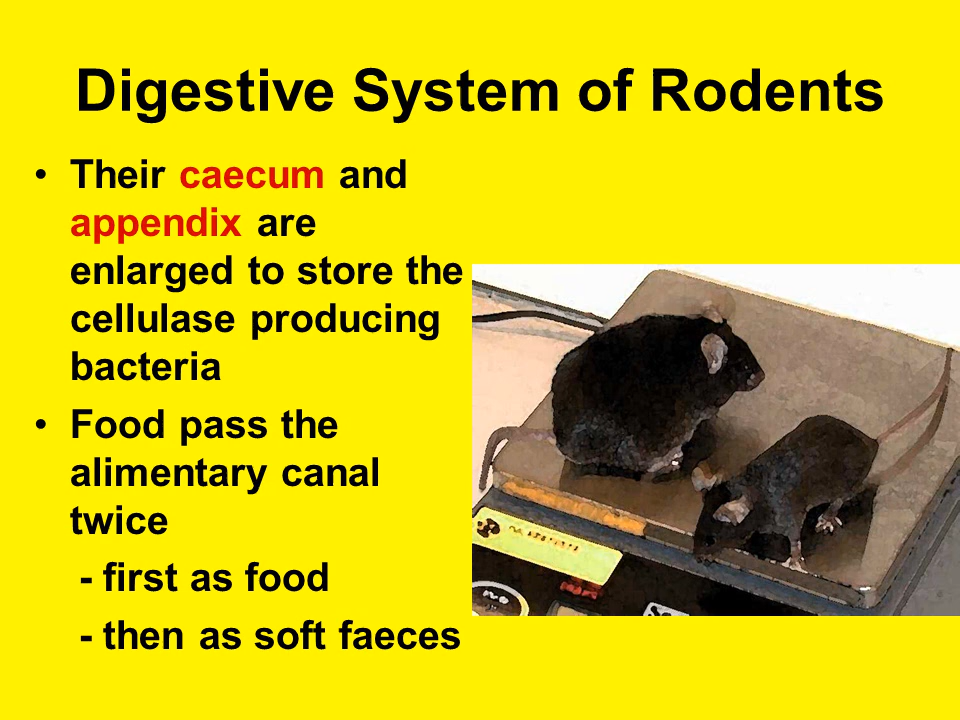 Digestive System of Rodents
• Their caecum and
appendix are
enlarged to store the
cellulase producing
bacteria
• Food pass the
alimentary canal
twice
- first as food
- then as soft faeces